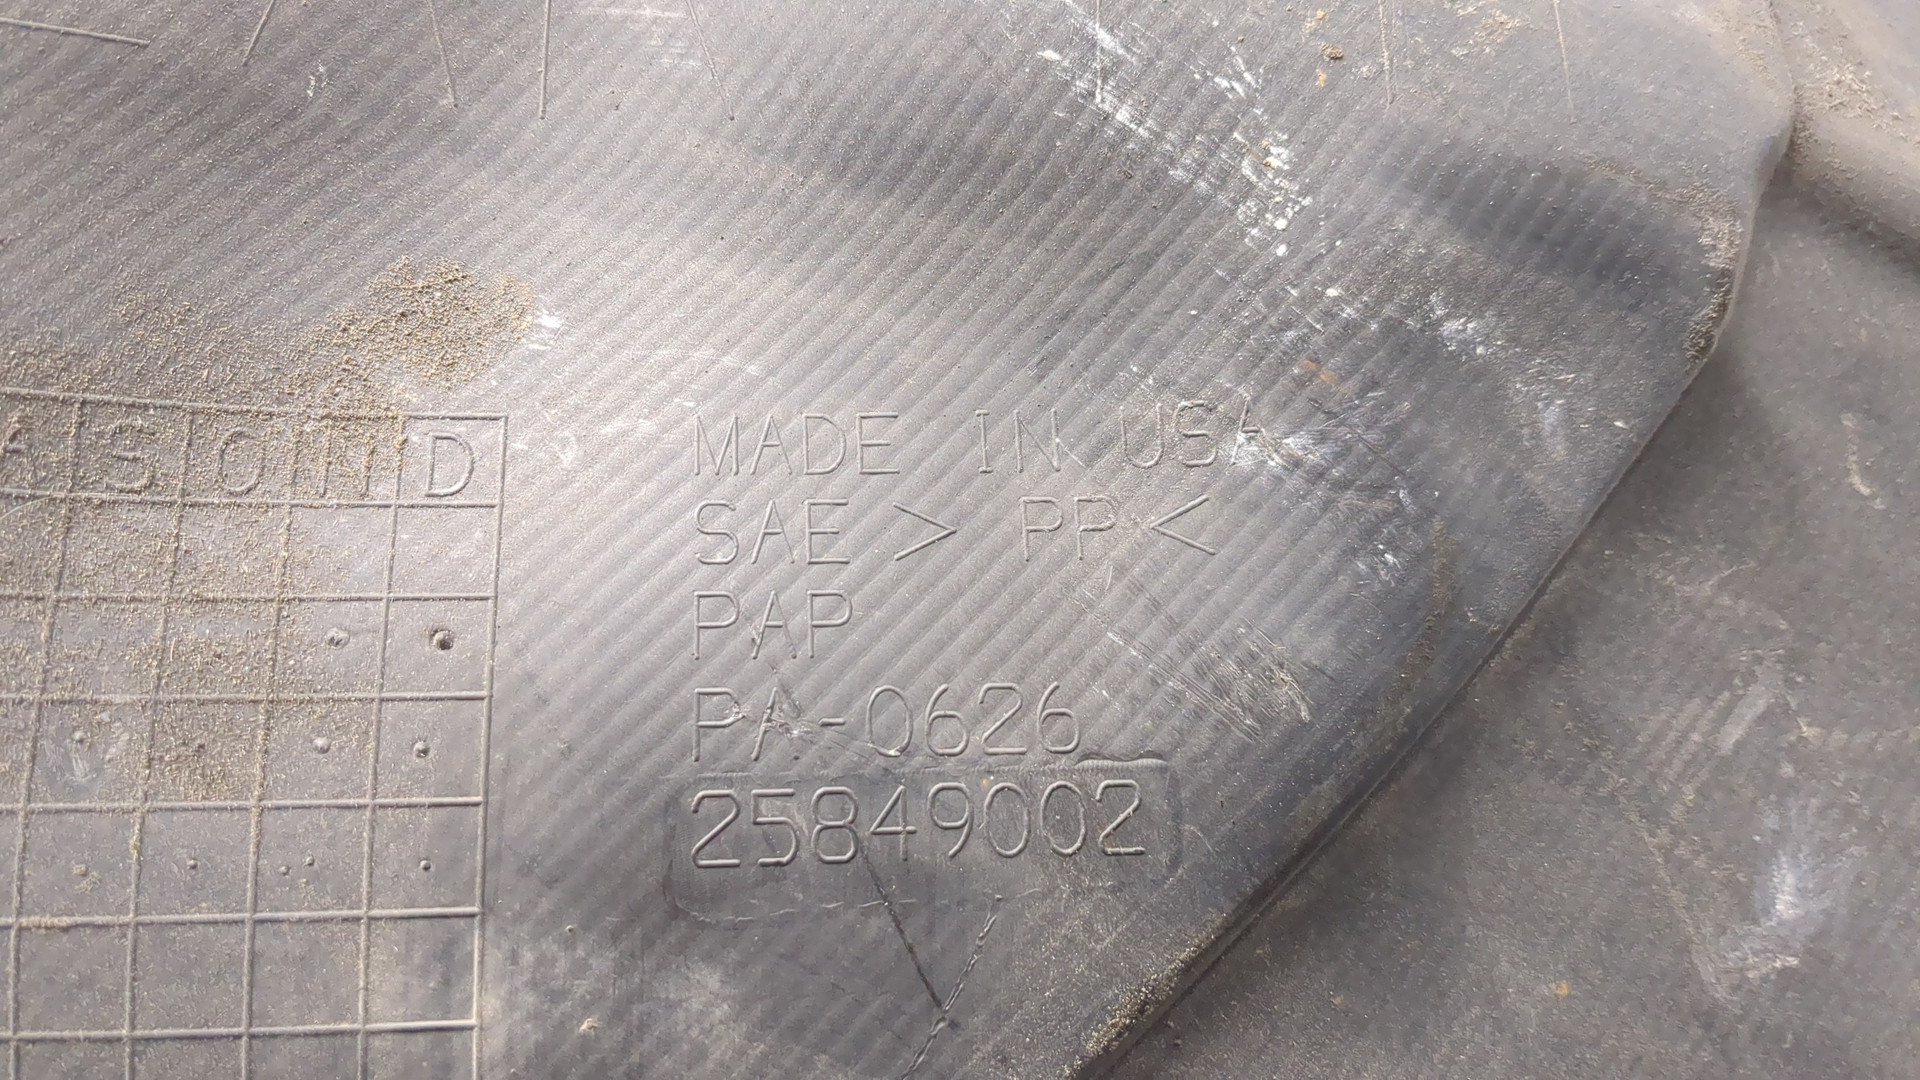 A S O N D
MADE IN USA
SAE > PP <
PAP
PA-0626
25849002